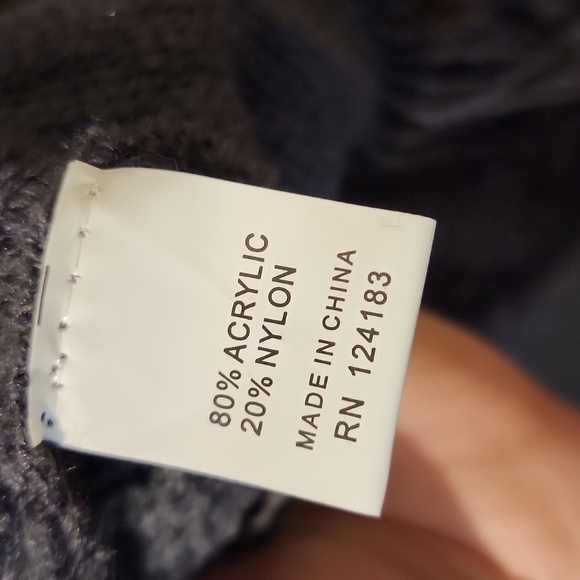 80% ACRYLIC
20% NYLON
MADE IN CHINA
RN 124183